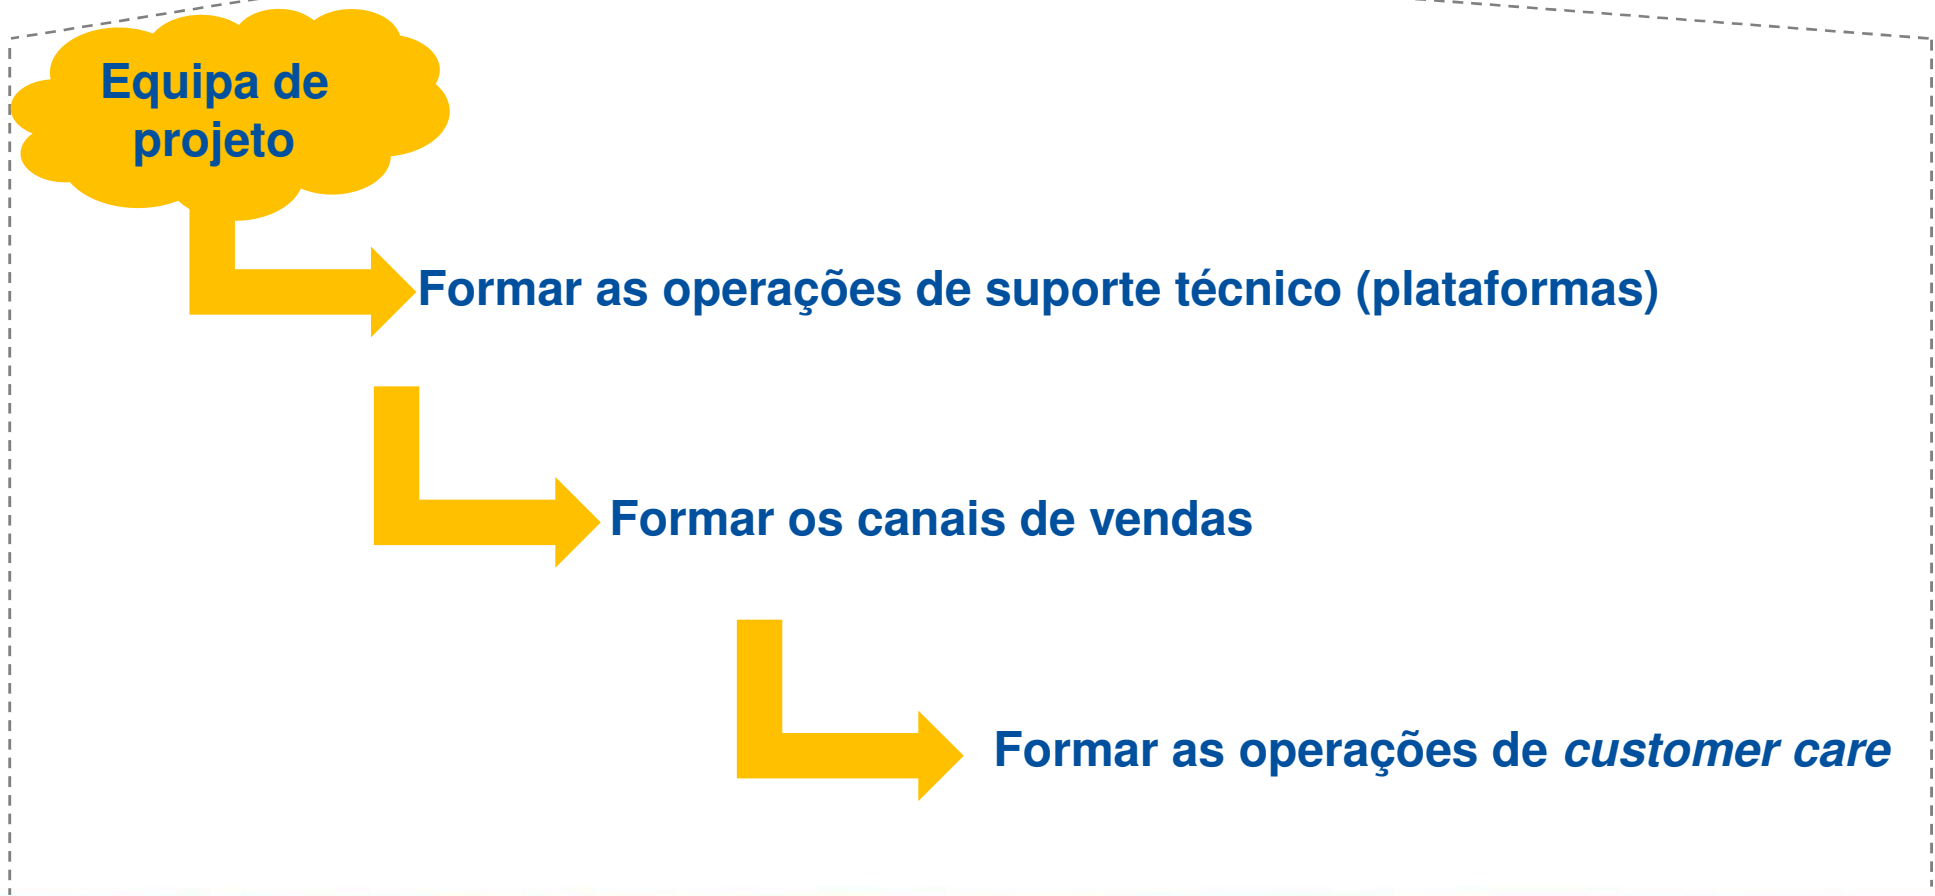 Equipa de
projeto
Formar as operações de suporte técnico (plataformas)
Formar os canais de vendas
Formar as operações de customer care